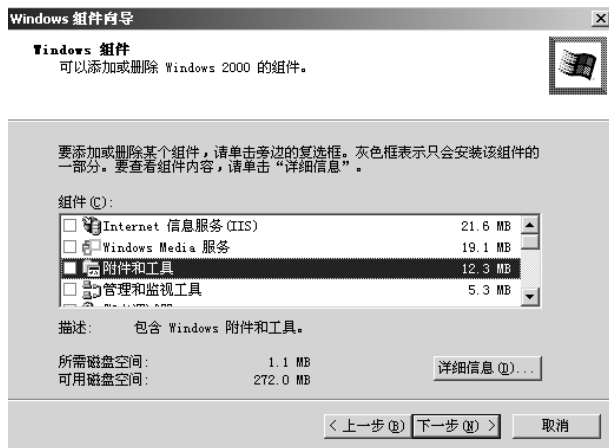 Windows 组件向导
Windows 组件
可以添加或删除 Windows 2000 的组件。
要添加或删除某个组件，请单击旁边的复选框。灰色框表示只会安装该组件的
一部分。要查看组件内容，请单击“详细信息”。
组件(C):
Internet 信息服务(IIS) 21.6 MB
Windows Media 服务 19.1 MB
附件和工具 12.3 MB
管理和监视工具 5.3 MB
描述: 包含 Windows 附件和工具。
所需磁盘空间: 1.1 MB
可用磁盘空间: 272.0 MB
详细信息(D)...
< 上一步(B) 下一步(N) > 取消